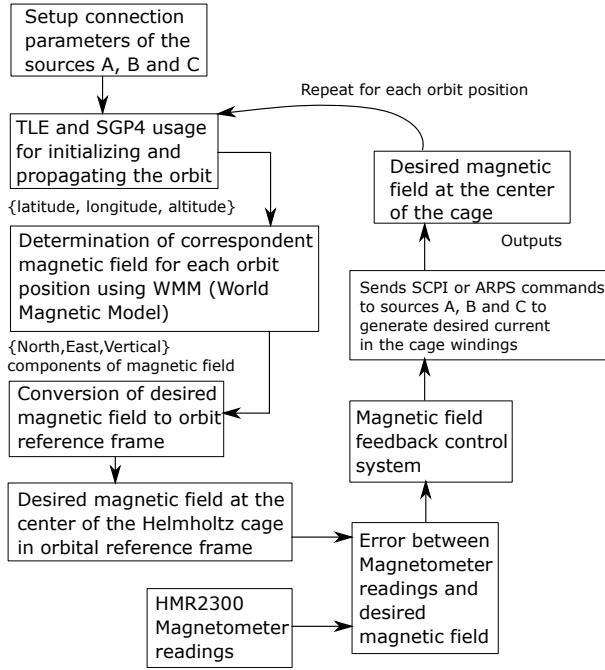 Setup connection
parameters of the
sources A, B and C
Repeat for each orbit position
TLE and SGP4 usage
for initializing and
propagating the orbit
{latitude, longitude, altitude}
Determination of correspondent
magnetic field for each orbit
position using WMM (World
Magnetic Model)
{North,East,Vertical}
components of magnetic field
Conversion of desired
magnetic field to orbit
reference frame
Desired magnetic field at the
center of the Helmholtz cage
in orbital reference frame
HMR2300
Magnetometer
readings
Error between
Magnetometer
readings and
desired
magnetic field
Magnetic field
feedback control
system
Sends SCPI or ARPS commands
to sources A, B and C to
generate desired current
in the cage windings
Outputs
Desired magnetic
field at the center
of the cage